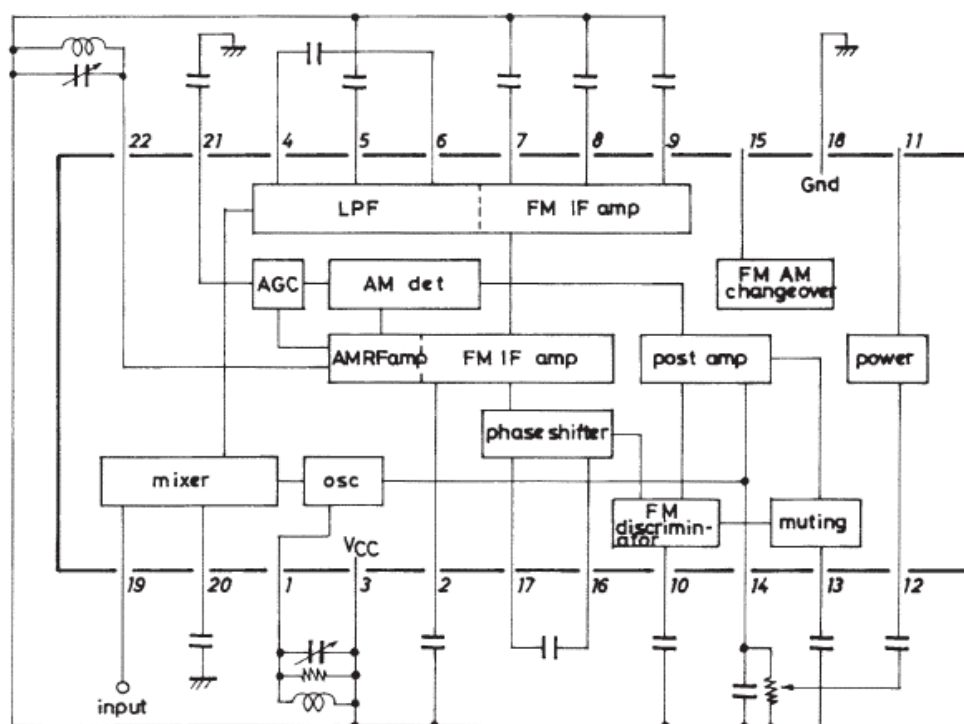 22 21 4 5 6 7 8 9 15 18 11
Gnd
LPF FM IF amp
FM AM
changeover
AGC AM det
AMRFamp FM IF amp post amp power
phase shifter
mixer osc
FM
discrimin-
ator
muting
VCC
19 20 1 3 2 17 16 10 14 13 12
input